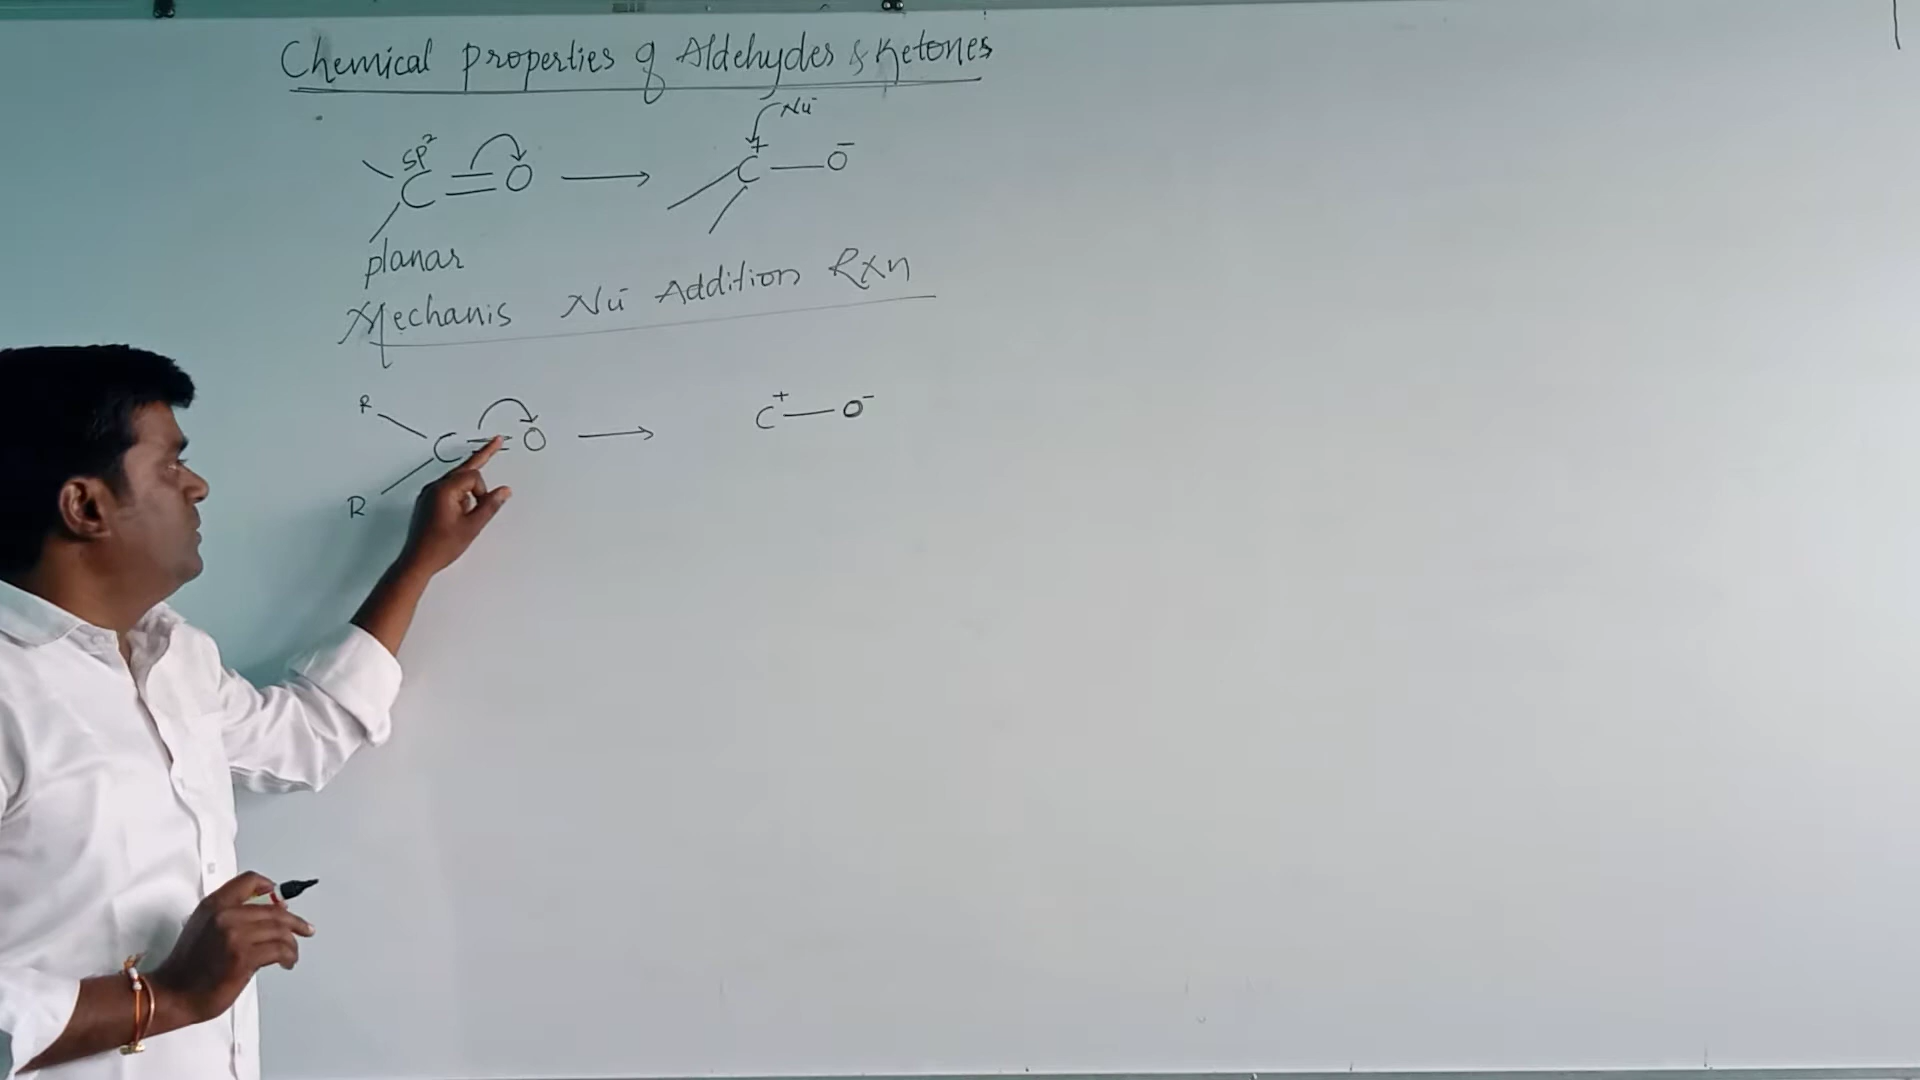 Chemical properties of Aldehydes & Ketones
Nu⁻
sp²
C=O → C⁺—O⁻
planar
Mechanis Nu⁻ Addition Rxn
R
C=O → C⁺—O⁻
R